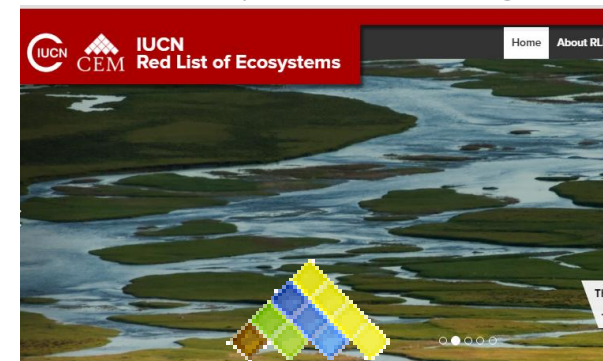 IUCN
CEM
IUCN
Red List of Ecosystems
Home
About RL